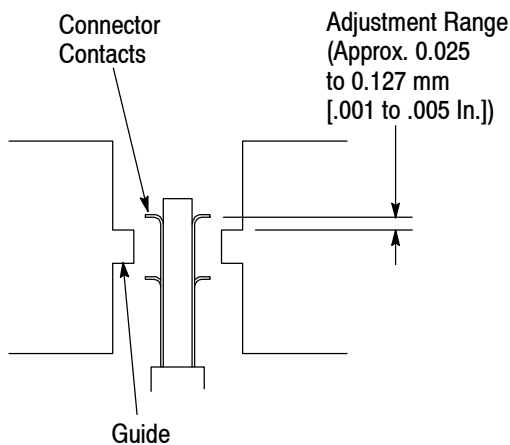 Connector
Contacts
Adjustment Range
(Approx. 0.025
to 0.127 mm
[.001 to .005 In.])
Guide